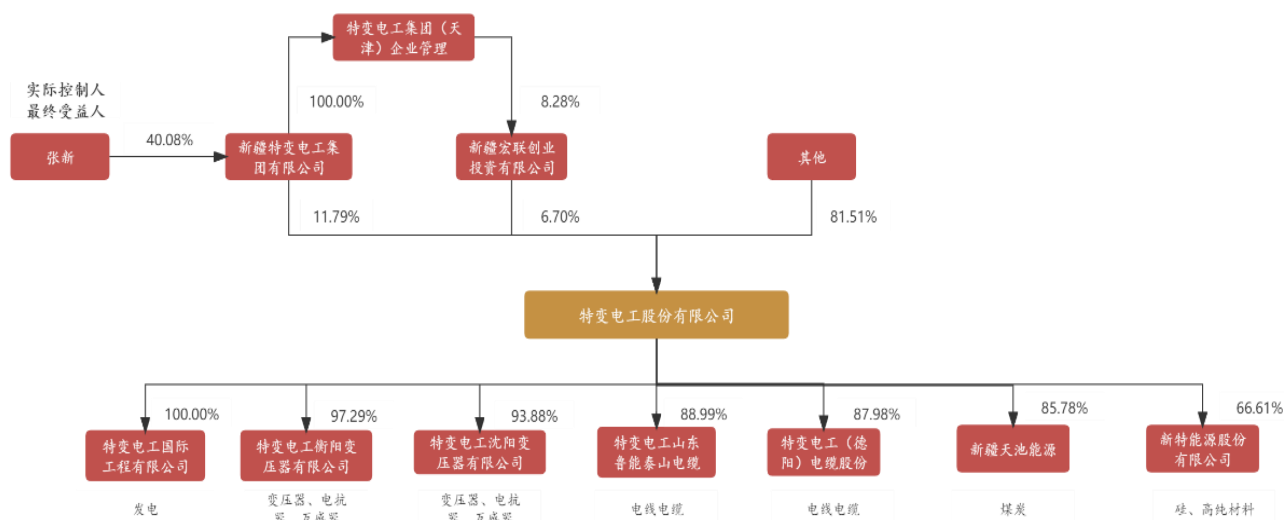 特变电工集团（天
津）企业管理
实际控制人
最终受益人
100.00%
8.28%
张新
40.08%
新疆特变电工集
团有限公司
新疆宏联创业
投资有限公司
其他
11.79%
6.70%
81.51%
特变电工股份有限公司
100.00%
97.29%
93.88%
88.99%
87.98%
85.78%
66.61%
特变电工国际
工程有限公司
特变电工衡阳变
压器有限公司
特变电工沈阳变
压器有限公司
特变电工山东
鲁能泰山电缆
特变电工（德
阳）电缆股份
新疆天池能源
新特能源股份
有限公司
发电
变压器、电抗
变压器、电抗
电线电缆
电线电缆
煤炭
硅、高纯材料